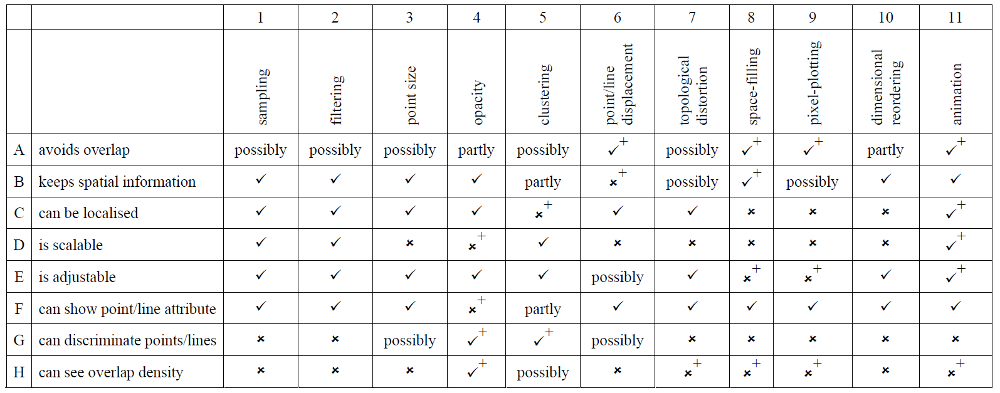 1 2 3 4 5 6 7 8 9 10 11
sampling filtering point size opacity clustering point/line displacement topological distortion space-filling pixel-plotting dimensional reordering animation
A avoids overlap possibly possibly possibly partly possibly ✓+ possibly ✓+ ✓+ partly ✓+
B keeps spatial information ✓ ✓ ✓ ✓ partly ×+ possibly ✓+ possibly ✓ ✓
C can be localised ✓ ✓ ✓ ✓ ×+ ✓ ✓ × × × ✓+
D is scalable ✓ ✓ × ×+ ✓ × × × × × ✓+
E is adjustable ✓ ✓ ✓ ✓ ✓ possibly ✓ ×+ ×+ ✓ ✓+
F can show point/line attribute ✓ ✓ ✓ ×+ partly ✓ ✓ ✓ ✓ ✓ ✓
G can discriminate points/lines × × possibly ✓+ ✓+ possibly × × × × ×
H can see overlap density × × × ✓+ possibly × ×+ ×+ ×+ × ×+